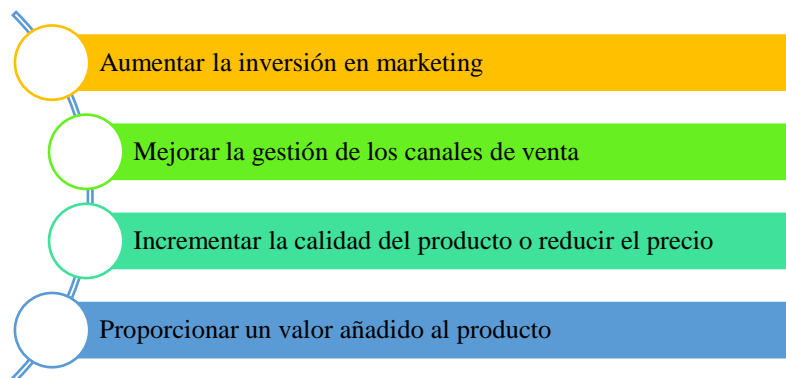 Aumentar la inversión en marketing
Mejorar la gestión de los canales de venta
Incrementar la calidad del producto o reducir el precio
Proporcionar un valor añadido al producto